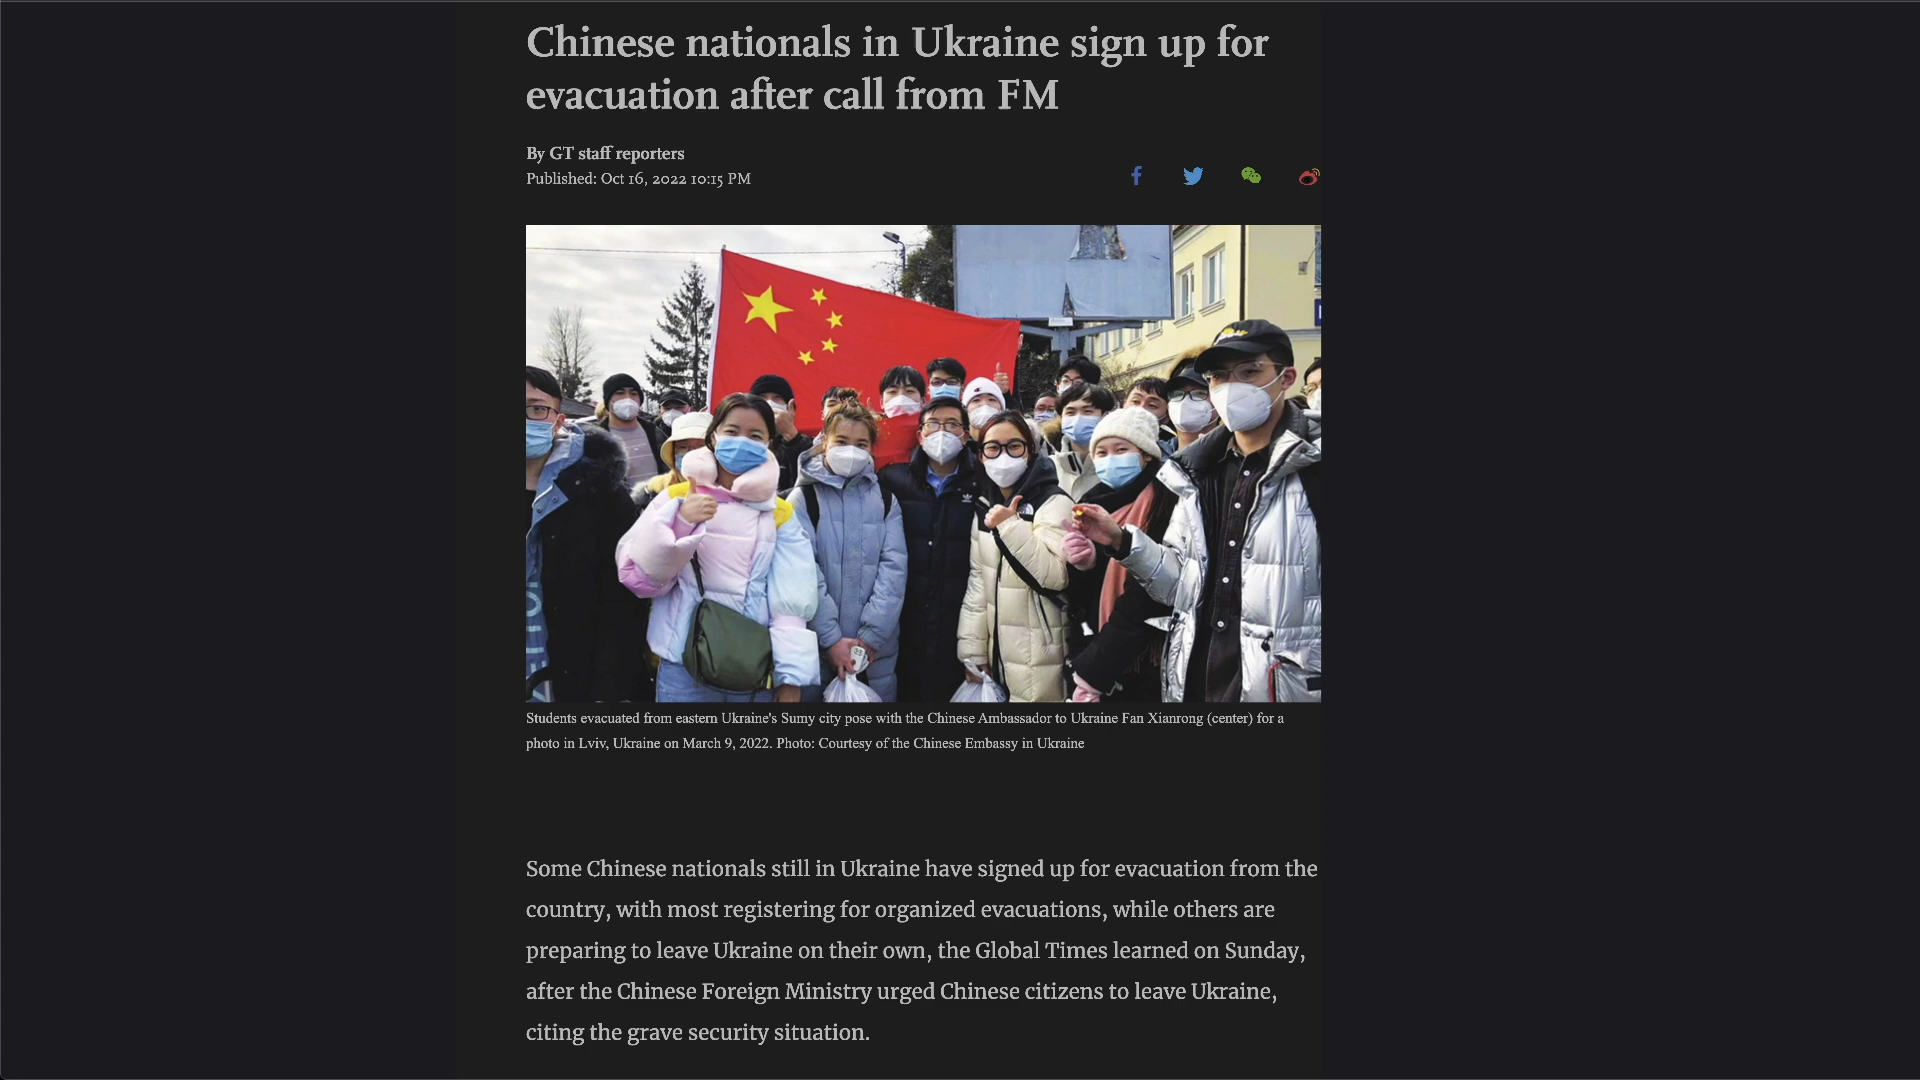 Chinese nationals in Ukraine sign up for
evacuation after call from FM
By GT staff reporters
Published: Oct 16, 2022 10:15 PM
Students evacuated from eastern Ukraine's Sumy city pose with the Chinese Ambassador to Ukraine Fan Xianrong (center) for a
photo in Lviv, Ukraine on March 9, 2022. Photo: Courtesy of the Chinese Embassy in Ukraine
Some Chinese nationals still in Ukraine have signed up for evacuation from the
country, with most registering for organized evacuations, while others are
preparing to leave Ukraine on their own, the Global Times learned on Sunday,
after the Chinese Foreign Ministry urged Chinese citizens to leave Ukraine,
citing the grave security situation.